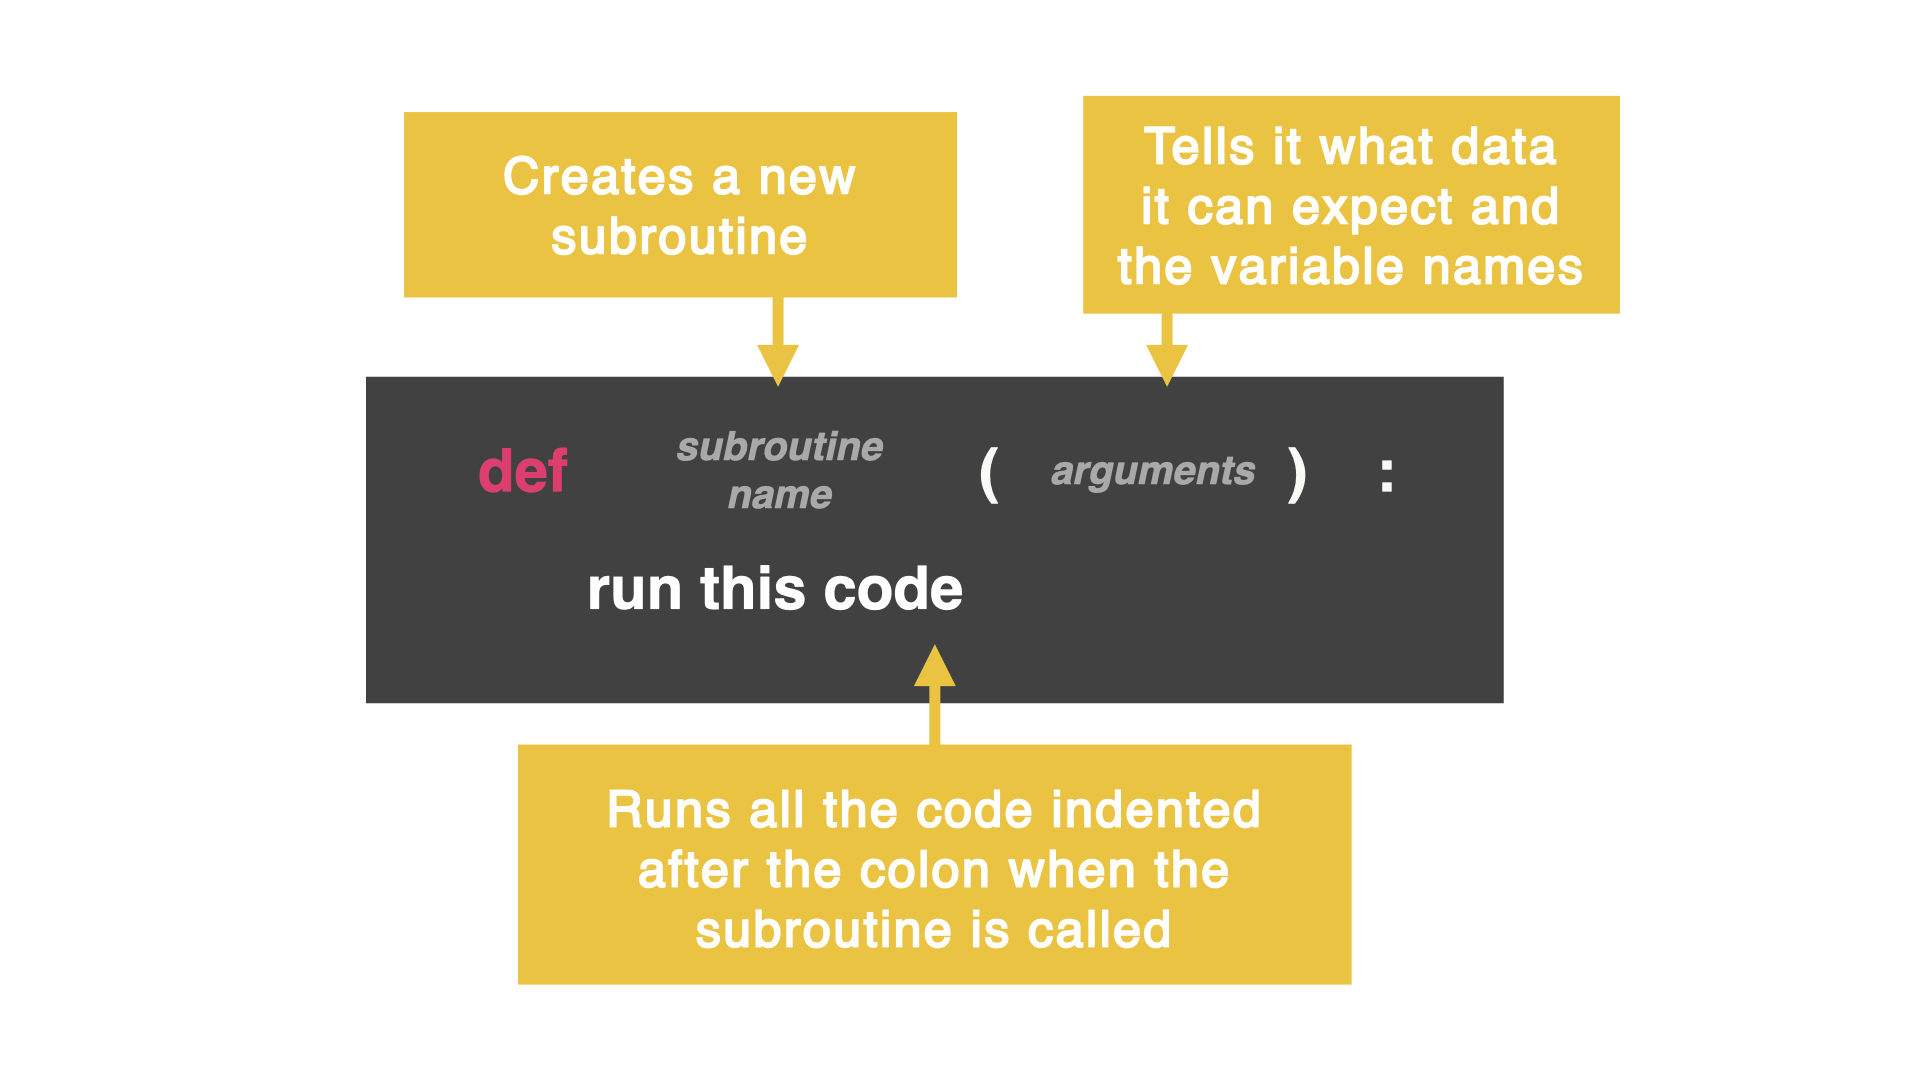 Creates a new
subroutine
Tells it what data
it can expect and
the variable names
def subroutine name ( arguments ) :
run this code
Runs all the code indented
after the colon when the
subroutine is called